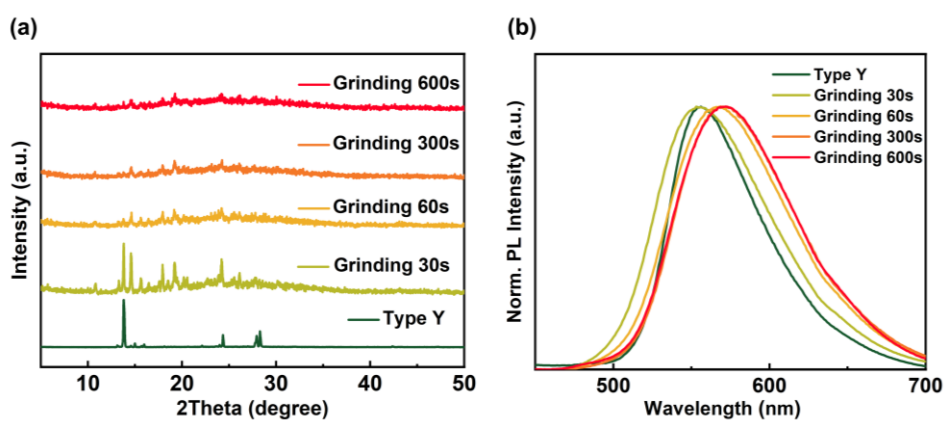 (a)
Intensity (a.u.)
Grinding 600s
Grinding 300s
Grinding 60s
Grinding 30s
Type Y
10 20 30 40 50
2Theta (degree)
(b)
Norm. PL Intensity (a.u.)
Type Y
Grinding 30s
Grinding 60s
Grinding 300s
Grinding 600s
500 600 700
Wavelength (nm)